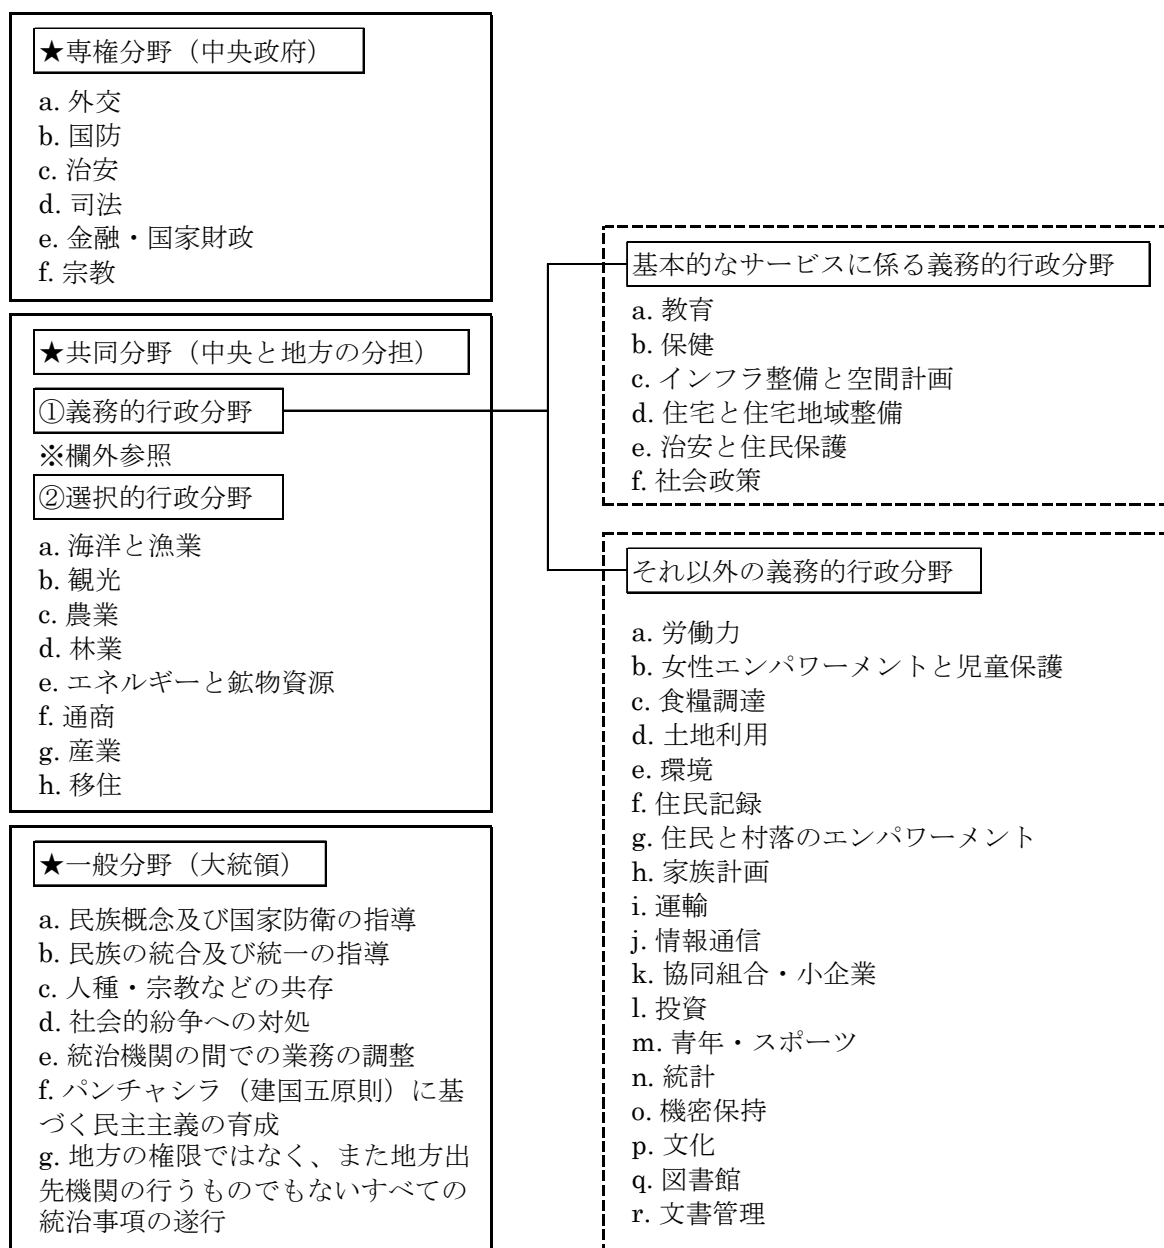 ★専権分野（中央政府）
a. 外交
b. 国防
c. 治安
d. 司法
e. 金融・国家財政
f. 宗教
★共同分野（中央と地方の分担）
①義務的行政分野
※欄外参照
②選択的行政分野
a. 海洋と漁業
b. 観光
c. 農業
d. 林業
e. エネルギーと鉱物資源
f. 通商
g. 産業
h. 移住
★一般分野（大統領）
a. 民族概念及び国家防衛の指導
b. 民族の統合及び統一の指導
c. 人種・宗教などの共存
d. 社会的紛争への対処
e. 統治機関の間での業務の調整
f. パンチャシラ（建国五原則）に基
づく民主主義の育成
g. 地方の権限ではなく、また地方出
先機関の行うものでもないすべての
統治事項の遂行
基本的なサービスに係る義務的行政分野
a. 教育
b. 保健
c. インフラ整備と空間計画
d. 住宅と住宅地域整備
e. 治安と住民保護
f. 社会政策
それ以外の義務的行政分野
a. 労働力
b. 女性エンパワーメントと児童保護
c. 食糧調達
d. 土地利用
e. 環境
f. 住民記録
g. 住民と村落のエンパワーメント
h. 家族計画
i. 運輸
j. 情報通信
k. 協同組合・小企業
l. 投資
m. 青年・スポーツ
n. 統計
o. 機密保持
p. 文化
q. 図書館
r. 文書管理